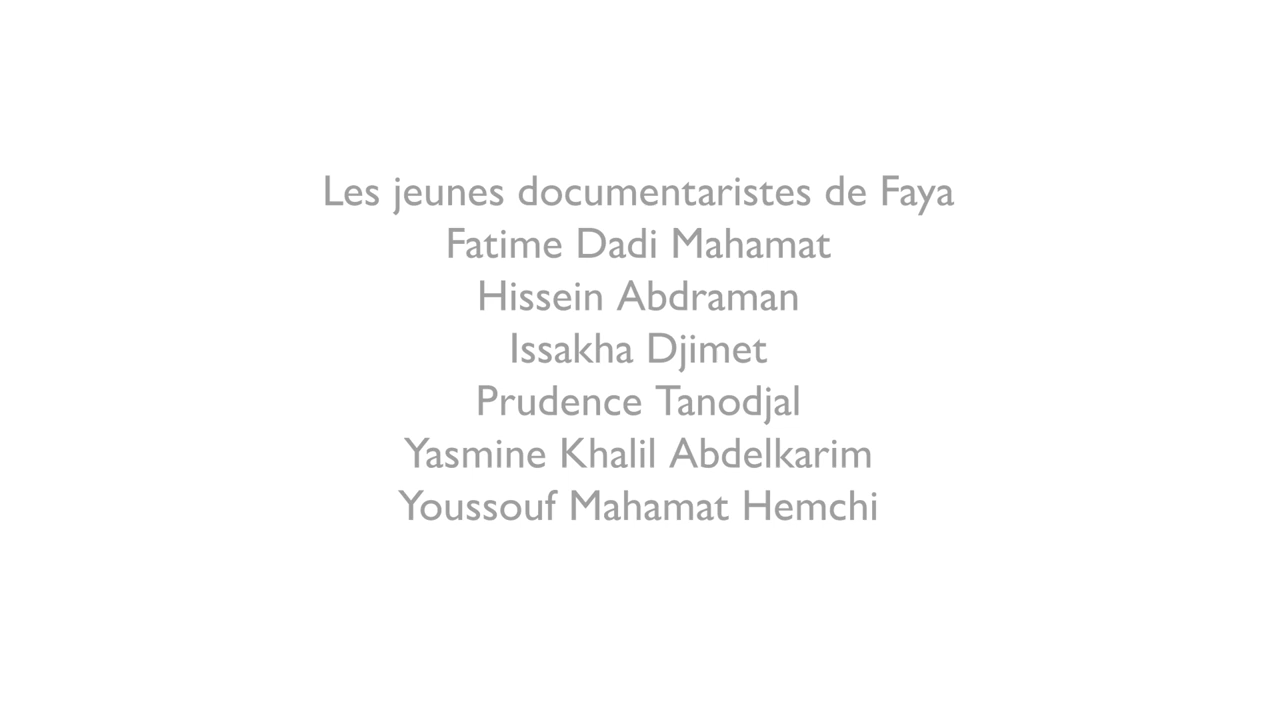 Les jeunes documentaristes de Faya
Fatime Dadi Mahamat
Hissein Abdraman
Issakha Djimet
Prudence Tanodjal
Yasmine Khalil Abdelkarim
Youssouf Mahamat Hemchi